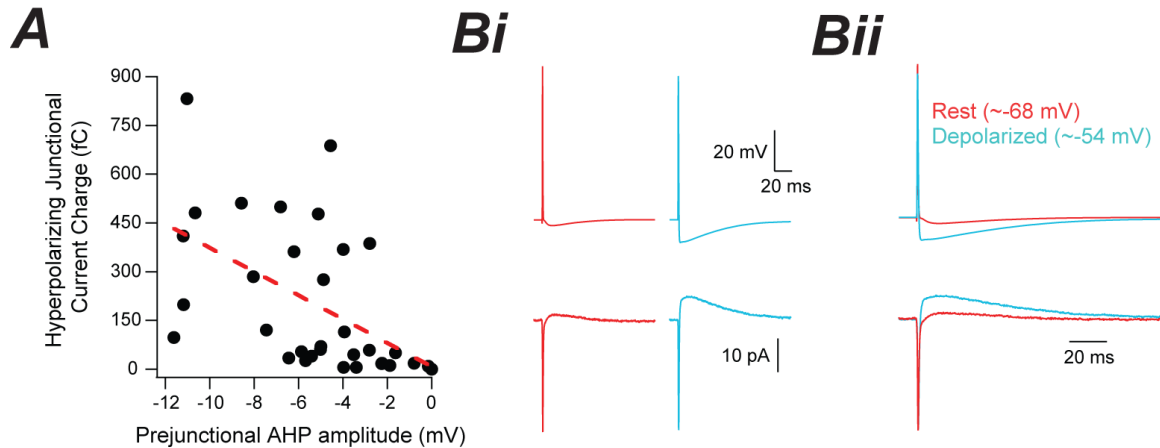 A
Bi
Bii
Hyperpolarizing Junctional
Current Charge (fC)
900
750
600
450
300
150
0
-12 -10 -8 -6 -4 -2 0
Prejunctional AHP amplitude (mV)
20 mV
20 ms
10 pA
Rest (~-68 mV)
Depolarized (~-54 mV)
20 ms